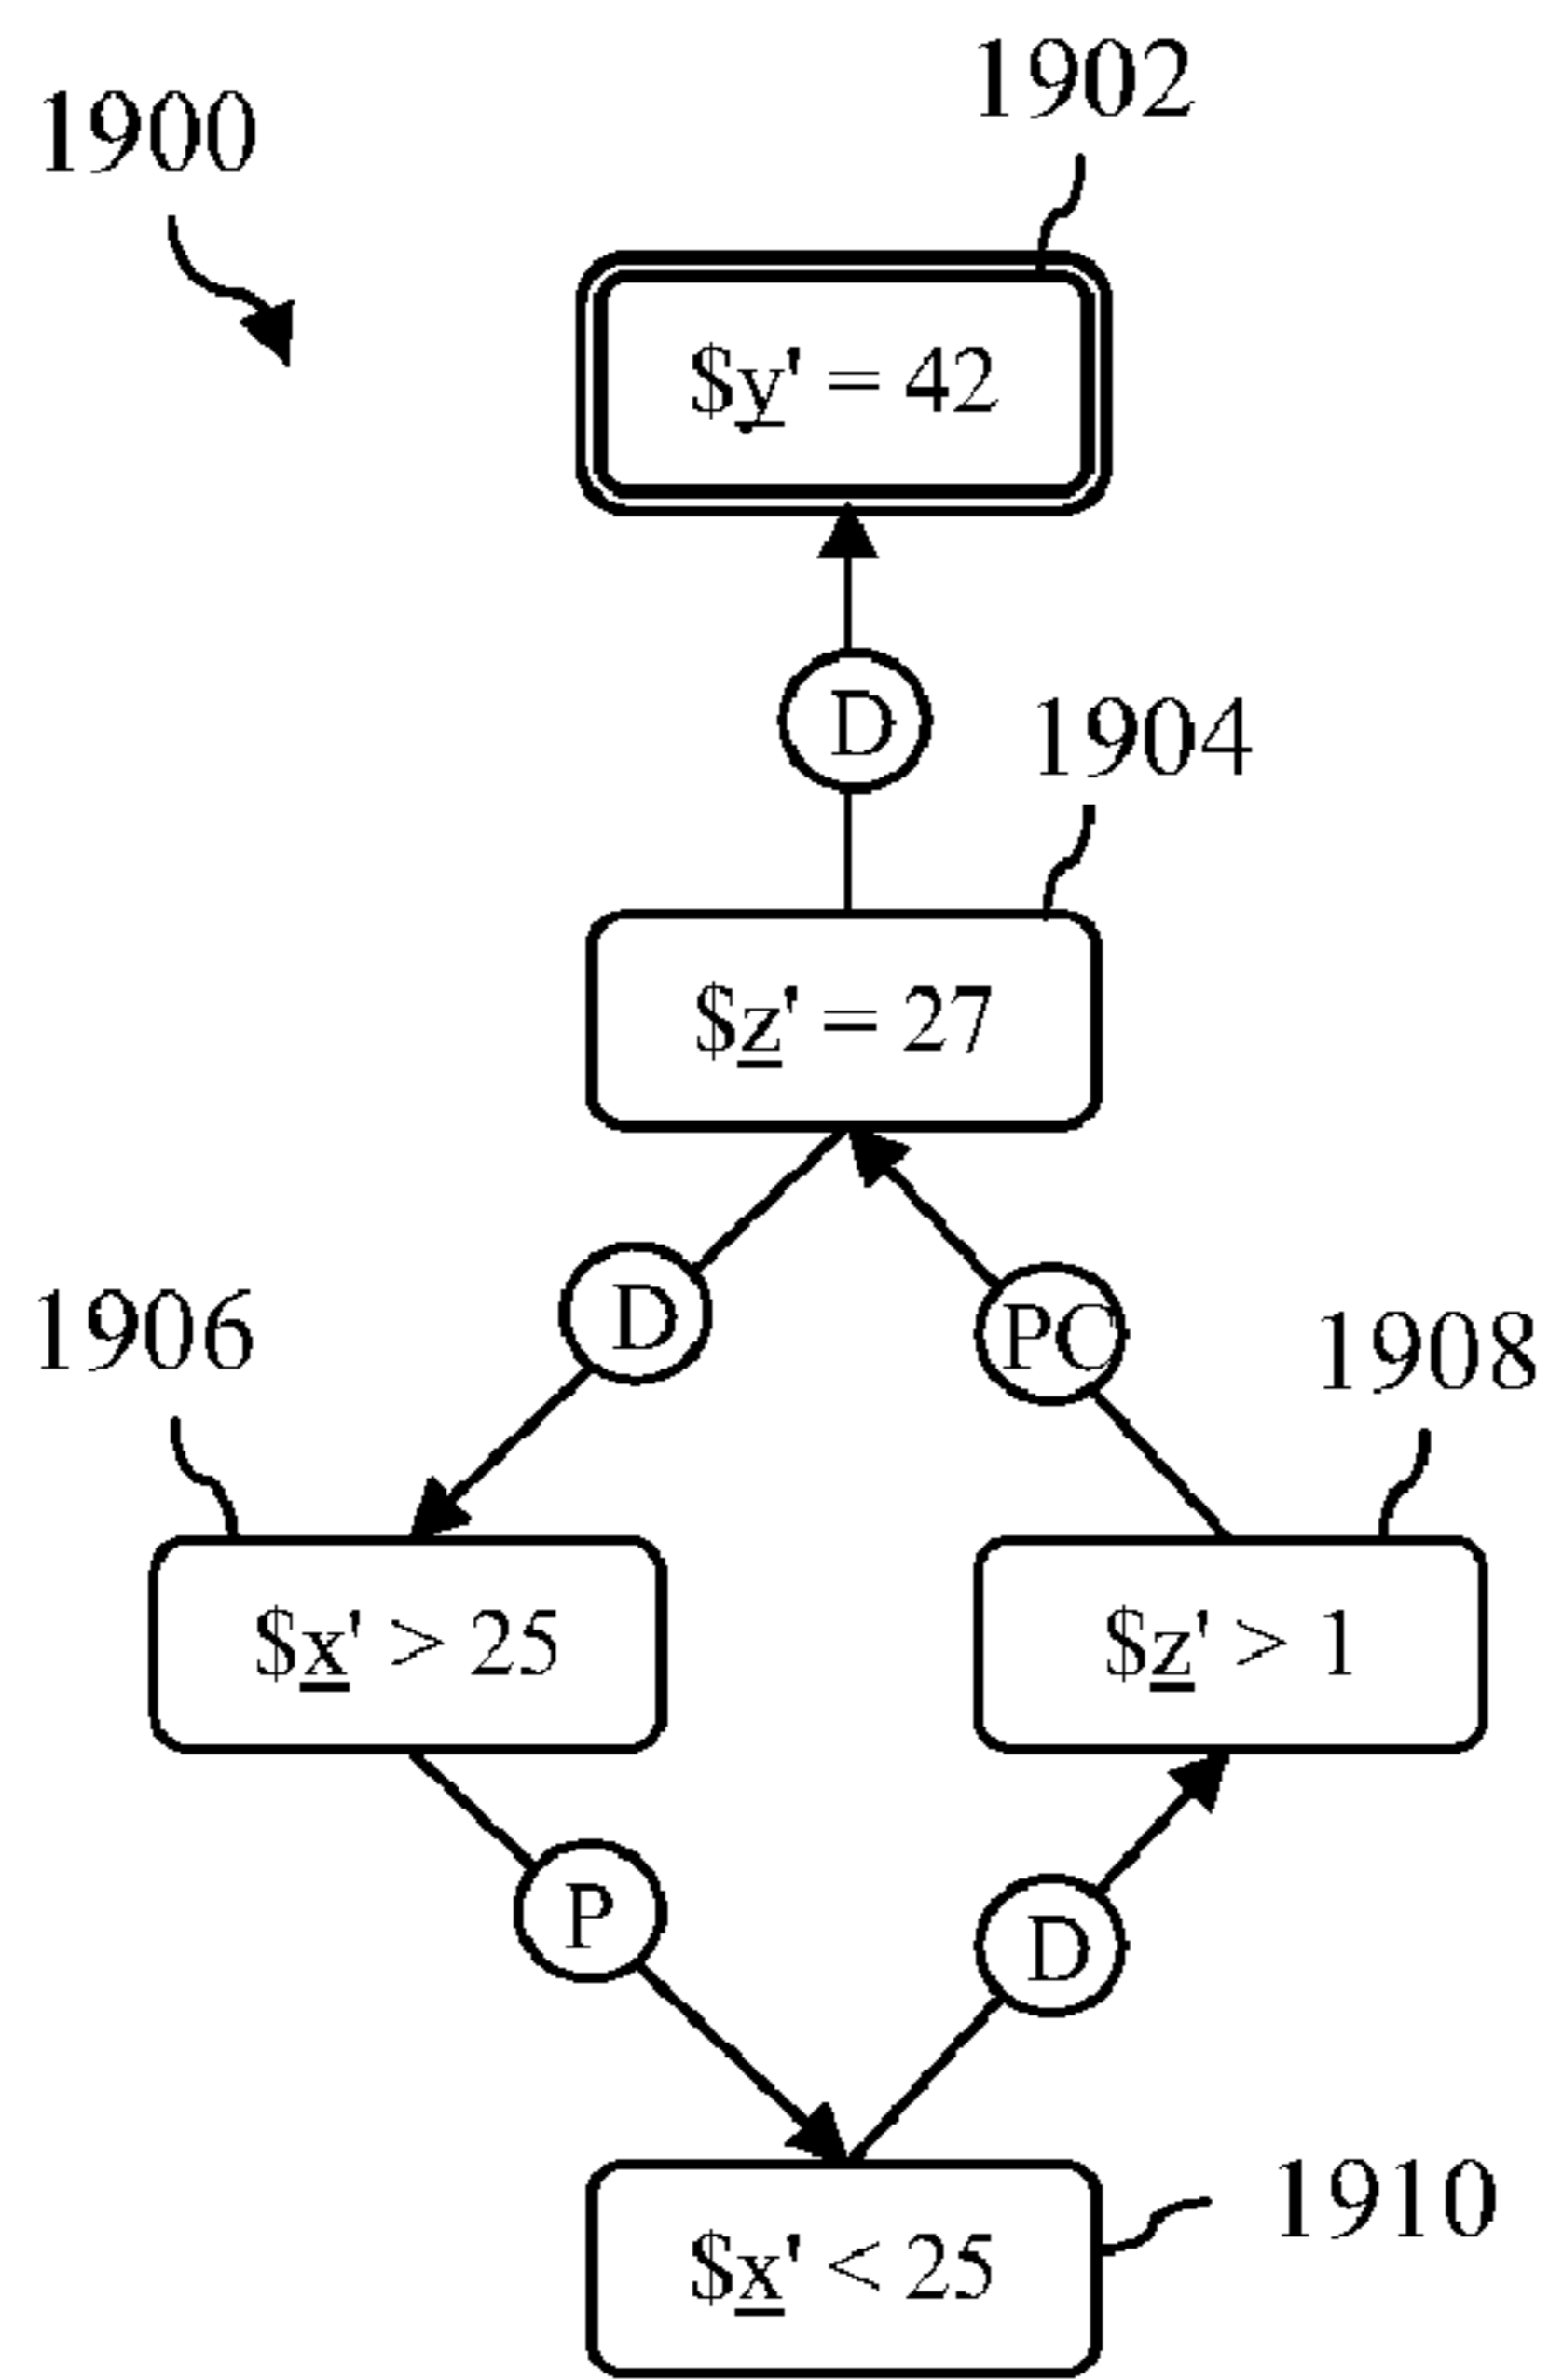 1902
1900
$y' = 42
D
1904
$z' = 27
D
PC
1906
1908
$x' > 25
$z' > 1
P
D
1910
$x' < 25